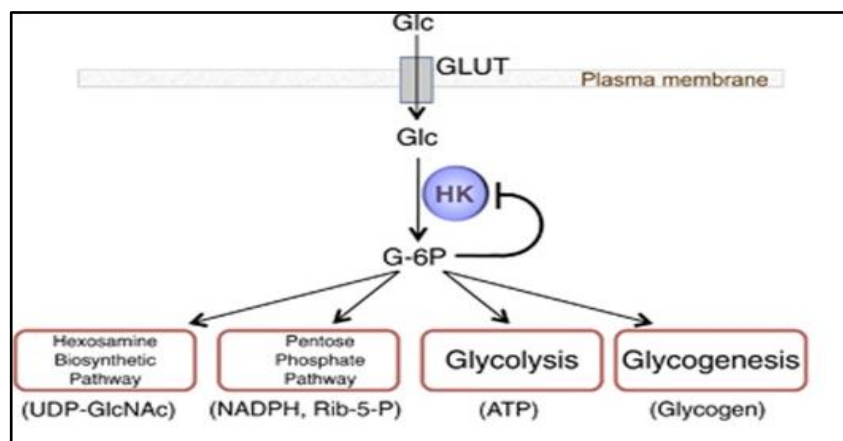 Glc
GLUT
Plasma membrane
Glc
HK
G-6P
Hexosamine
Biosynthetic
Pathway
Pentose
Phosphate
Pathway
Glycolysis
Glycogenesis
(UDP-GlcNAc)
(NADPH, Rib-5-P)
(ATP)
(Glycogen)